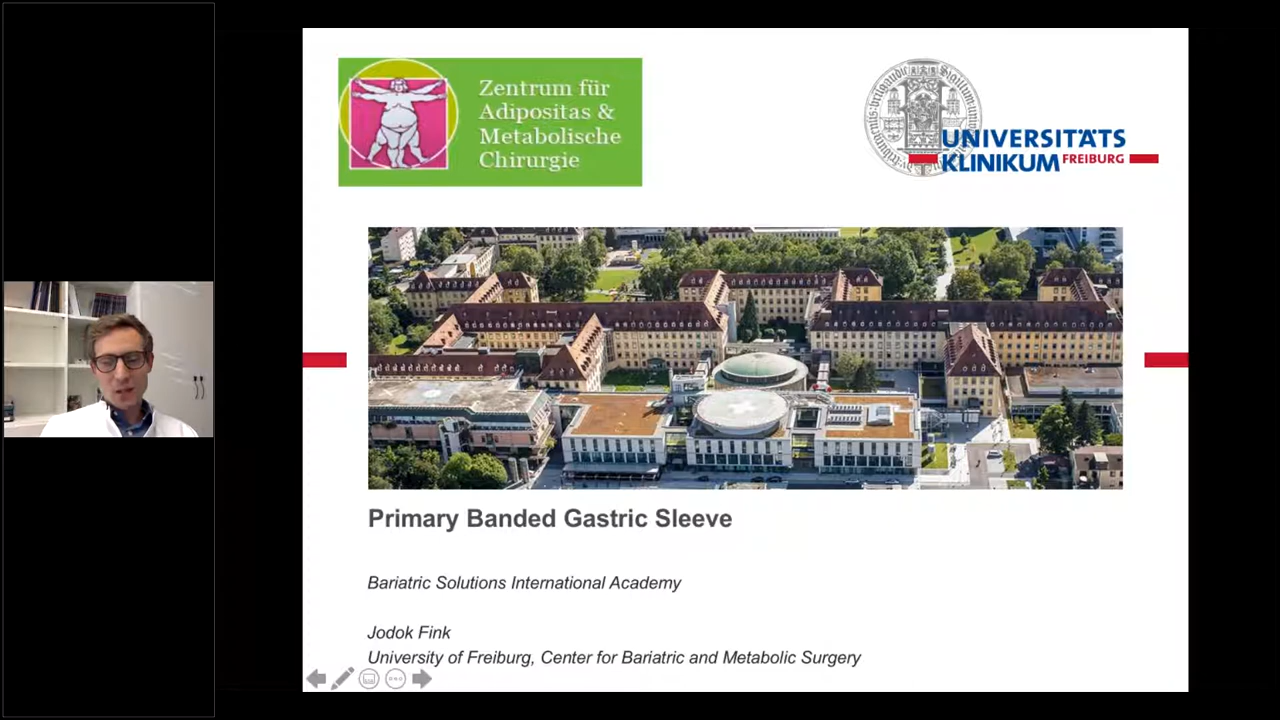 Zentrum für
Adipositas &
Metabolische
Chirurgie
UNIVERSITÄTS
KLINIKUM FREIBURG
Primary Banded Gastric Sleeve
Bariatric Solutions International Academy
Jodok Fink
University of Freiburg, Center for Bariatric and Metabolic Surgery